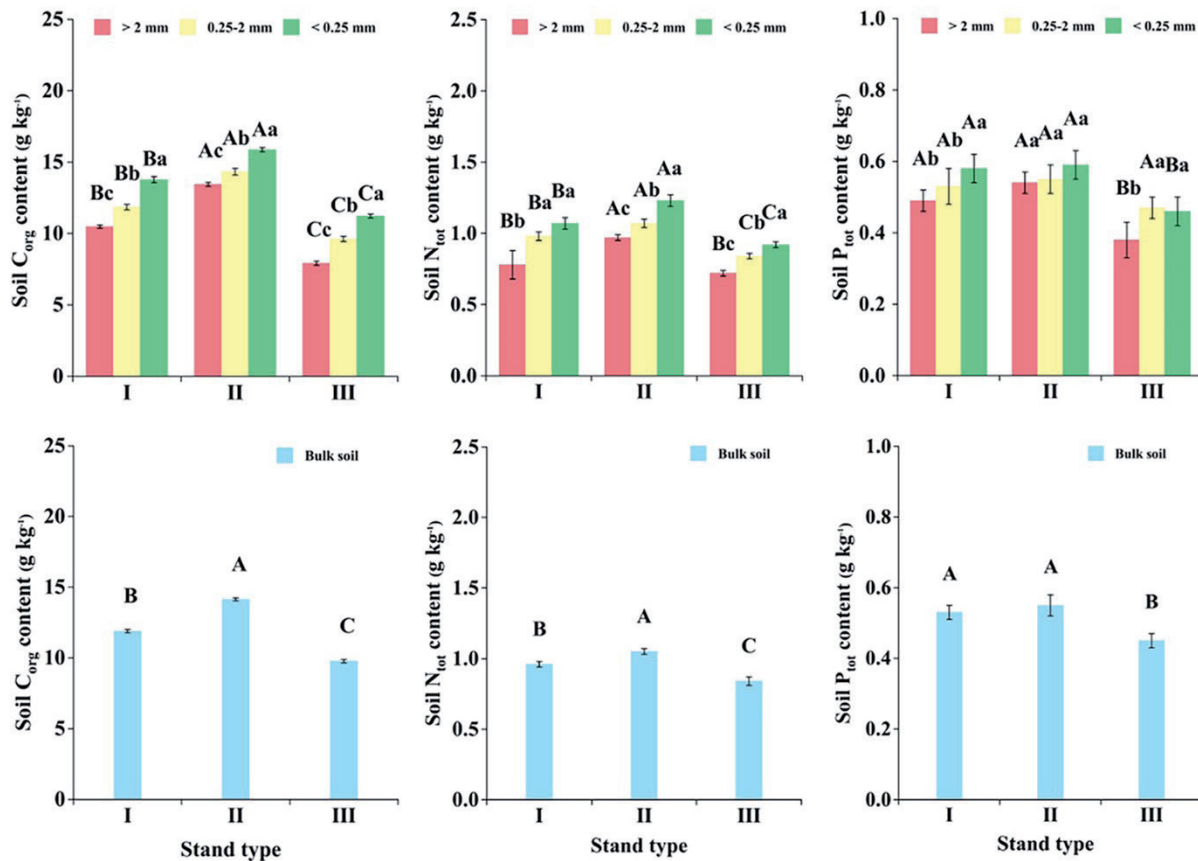 > 2 mm 0.25-2 mm < 0.25 mm
Soil Corg content (g kg-1)
25
20
15
10
5
0
Bc Bb Ba
Ac Ab Aa
Cc Cb Ca
I II III
> 2 mm 0.25-2 mm < 0.25 mm
Soil Ntot content (g kg-1)
2.5
2.0
1.5
1.0
0.5
0.0
Bb Ba Ba
Ac Ab Aa
Bc Cb Ca
I II III
> 2 mm 0.25-2 mm < 0.25 mm
Soil Ptot content (g kg-1)
1.0
0.8
0.6
0.4
0.2
0.0
Ab Ab Aa
Aa Aa Aa
Bb Aa Ba
I II III
Bulk soil
Soil Corg content (g kg-1)
25
20
15
10
5
0
B A C
I II III
Stand type
Bulk soil
Soil Ntot content (g kg-1)
2.5
2.0
1.5
1.0
0.5
0.0
B A C
I II III
Stand type
Bulk soil
Soil Ptot content (g kg-1)
1.0
0.8
0.6
0.4
0.2
0.0
A A B
I II III
Stand type